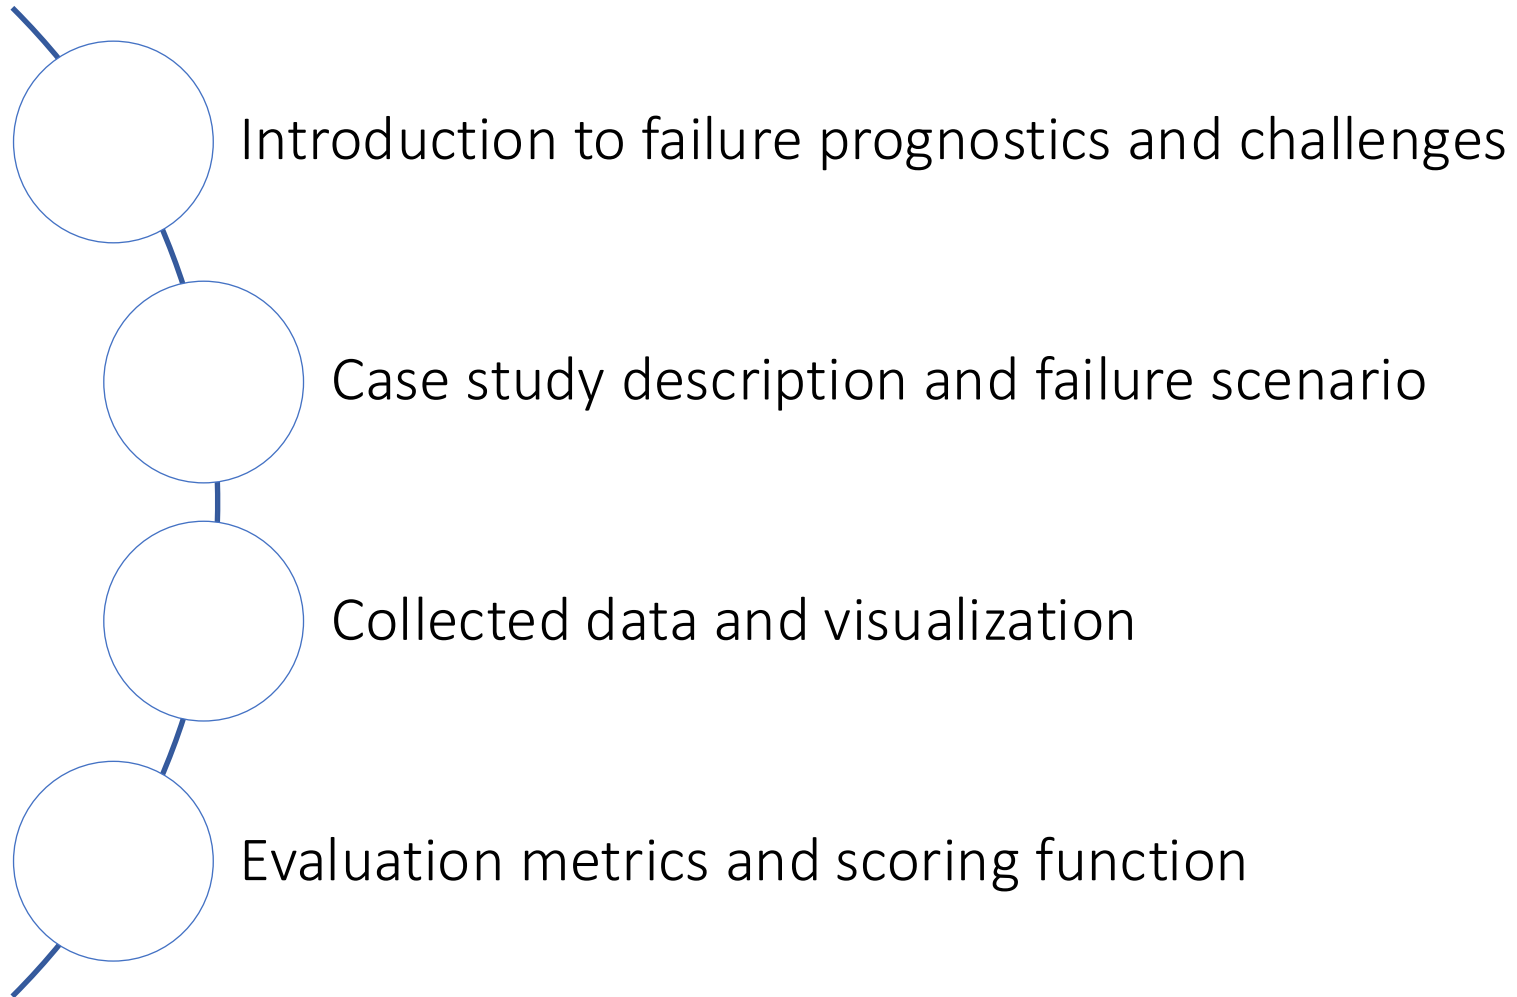 Introduction to failure prognostics and challenges
Case study description and failure scenario
Collected data and visualization
Evaluation metrics and scoring function